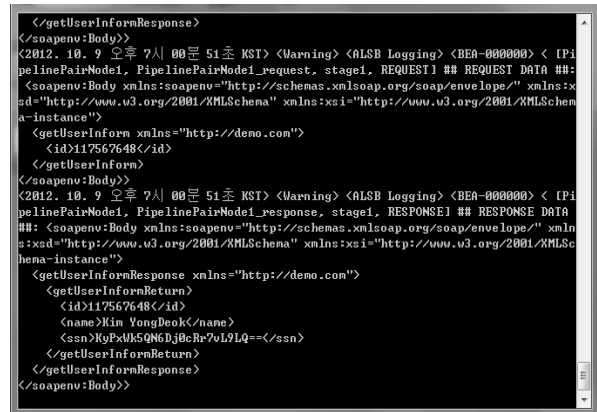 </getUserInformResponse>
</soapenv:Body>>
<2012. 10. 9 오후 7시 00분 51초 KST> <Warning> <ALSB Logging> <BEA-000000> < [Pi
pelinePairNode1, PipelinePairNode1_request, stage1, REQUEST] ## REQUEST DATA ##:
 <soapenv:Body xmlns:soapenv="http://schemas.xmlsoap.org/soap/envelope/" xmlns:x
sd="http://www.w3.org/2001/XMLSchema" xmlns:xsi="http://www.w3.org/2001/XMLSchem
a-instance">
  <getUserInform xmlns="http://demo.com">
    <id>117567648</id>
  </getUserInform>
</soapenv:Body>>
<2012. 10. 9 오후 7시 00분 51초 KST> <Warning> <ALSB Logging> <BEA-000000> < [Pi
pelinePairNode1, PipelinePairNode1_response, stage1, RESPONSE] ## RESPONSE DATA
##: <soapenv:Body xmlns:soapenv="http://schemas.xmlsoap.org/soap/envelope/" xmln
s:xsd="http://www.w3.org/2001/XMLSchema" xmlns:xsi="http://www.w3.org/2001/XMLSc
hema-instance">
  <getUserInformResponse xmlns="http://demo.com">
    <getUserInformReturn>
      <id>117567648</id>
      <name>Kim YongDeok</name>
      <ssn>KyPxWk5QN6Dj0cRr7vL9LQ==</ssn>
    </getUserInformReturn>
  </getUserInformResponse>
</soapenv:Body>>